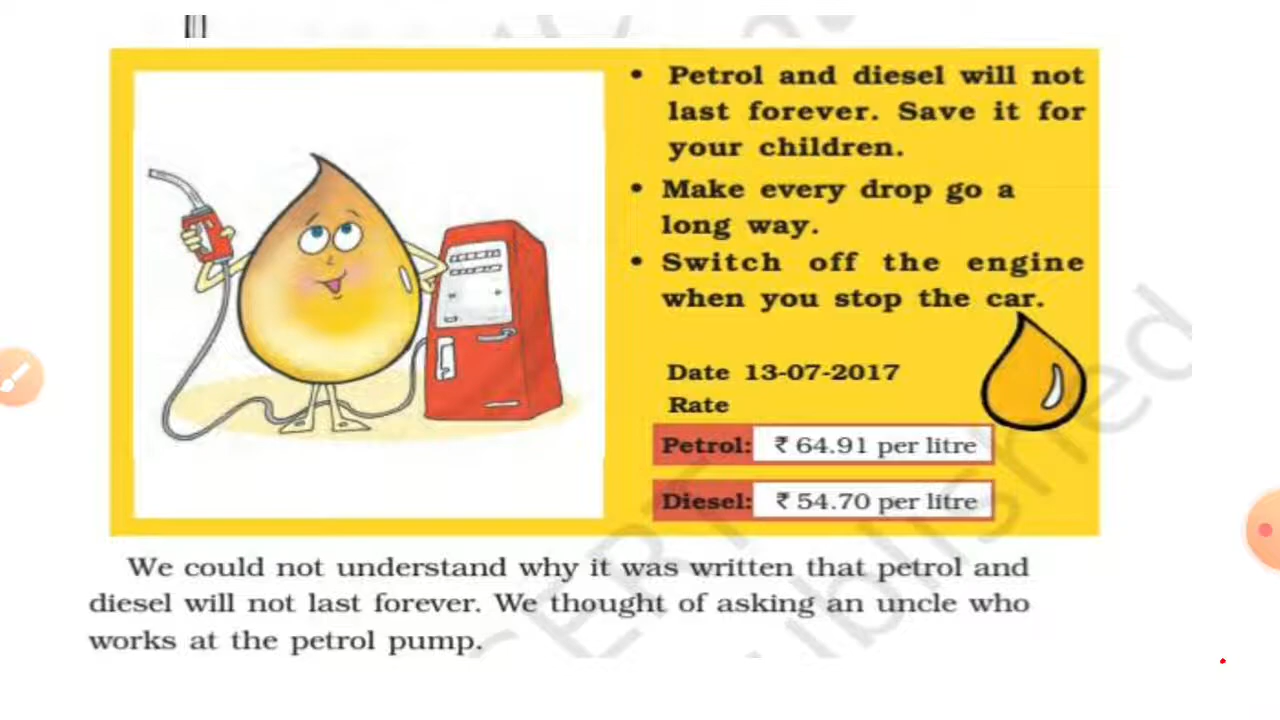 • Petrol and diesel will not
last forever. Save it for
your children.
• Make every drop go a
long way.
• Switch off the engine
when you stop the car.
Date 13-07-2017
Rate
Petrol: ₹ 64.91 per litre
Diesel: ₹ 54.70 per litre
We could not understand why it was written that petrol and
diesel will not last forever. We thought of asking an uncle who
works at the petrol pump.